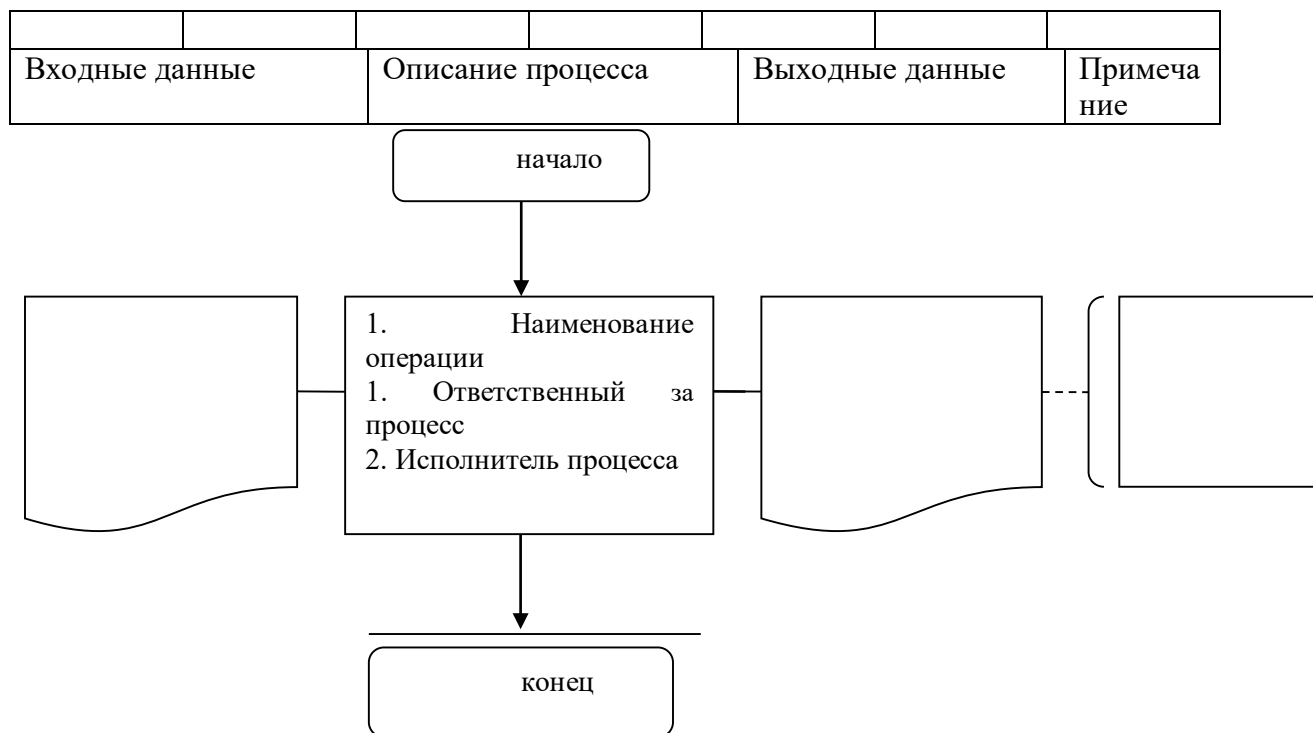 Входные данные
Описание процесса
Выходные данные
Примеча
ние
начало
1. Наименование
операции
1. Ответственный за
процесс
2. Исполнитель процесса
конец